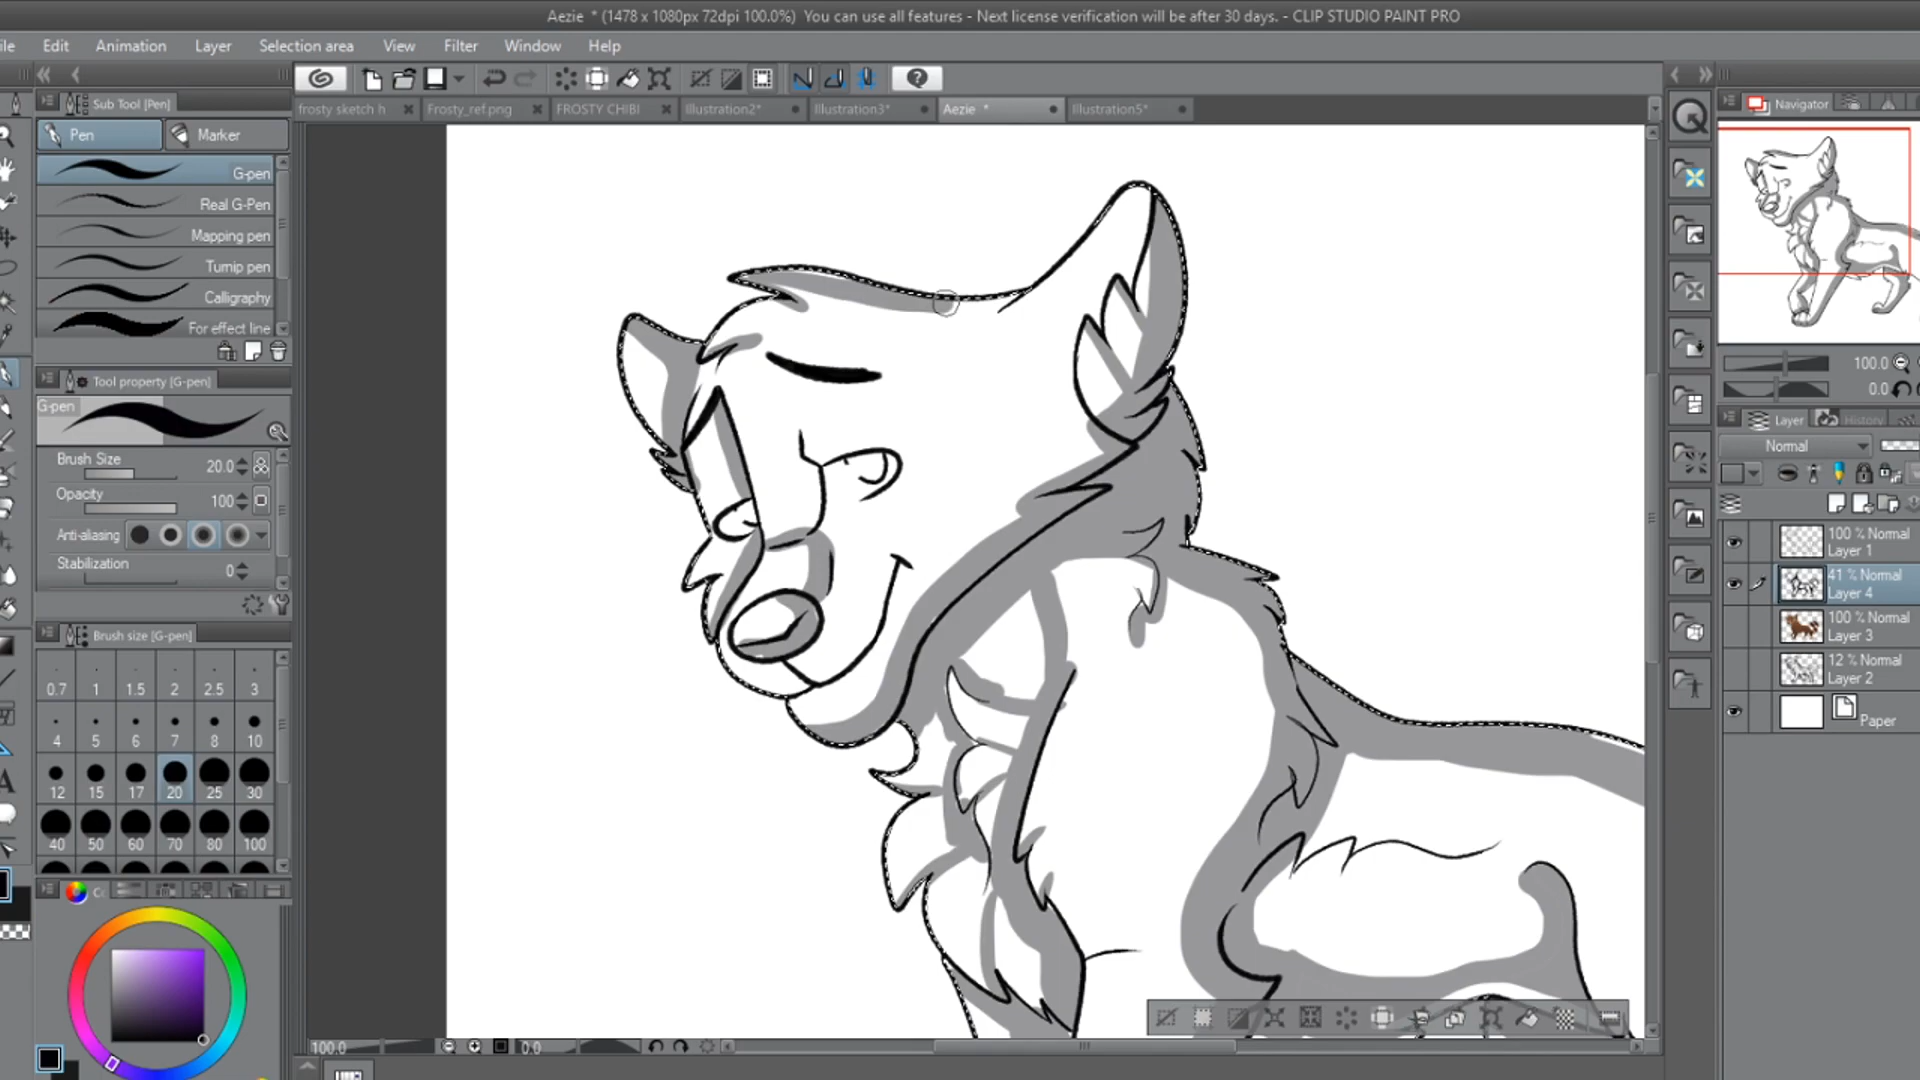 Aezie * (1478 x 1080px 72dpi 100.0%) You can use all features - Next license verification will be after 30 days. - CLIP STUDIO PAINT PRO
ile Edit Animation Layer Selection area View Filter Window Help
Sub Tool [Pen]
frosty sketch h Frosty_ref.png FROSTY CHIBI Illustration2* Illustration3* Aezie * Illustration5*
Navigator
Pen Marker
G-pen
Real G-Pen
Mapping pen
Turnip pen
Calligraphy
For effect line
Tool property [G-pen]
G-pen
Brush Size 20.0
Opacity 100
Anti-aliasing
Stabilization 0
Brush size [G-pen]
0.7 1 1.5 2 2.5 3
4 5 6 7 8 10
12 15 17 20 25 30
40 50 60 70 80 100
100.0
0.0
Layer History
Normal
100 % Normal
Layer 1
41 % Normal
Layer 4
100 % Normal
Layer 3
12 % Normal
Layer 2
Paper
100.0 0.0